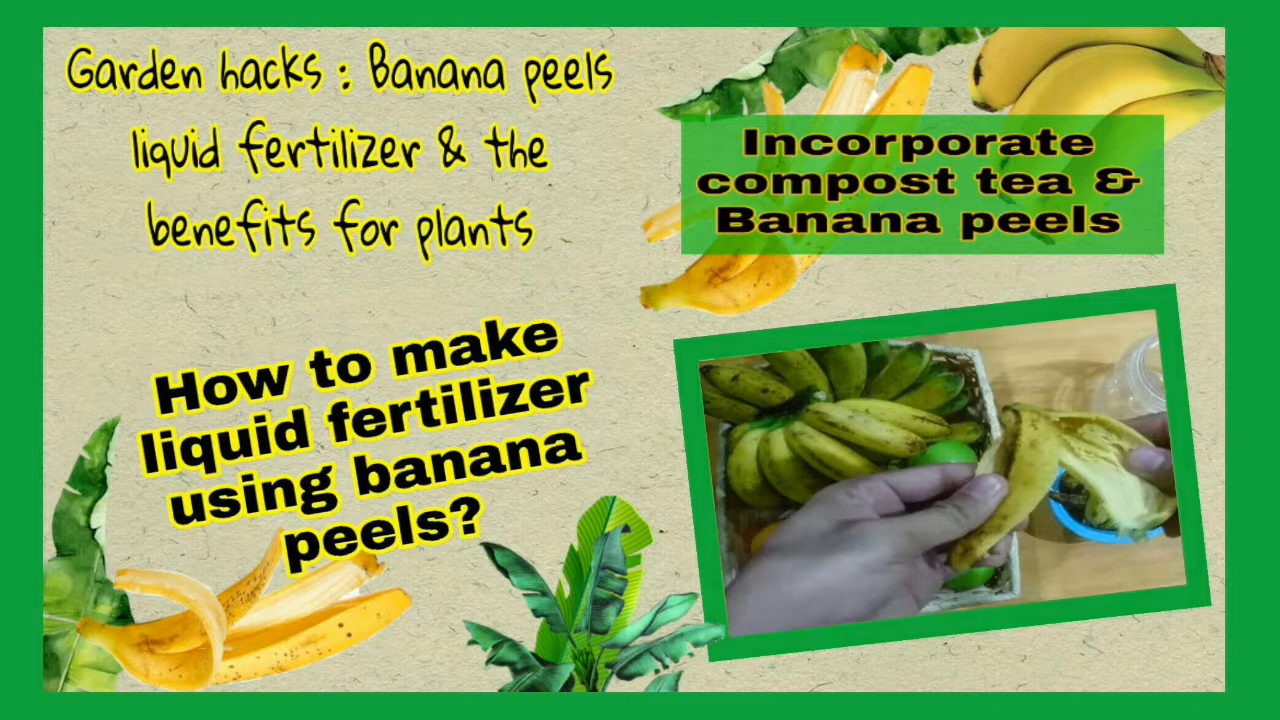 Garden hacks : Banana peels
liquid fertilizer & the
benefits for plants
Incorporate
compost tea &
Banana peels
How to make
liquid fertilizer
using banana
peels?